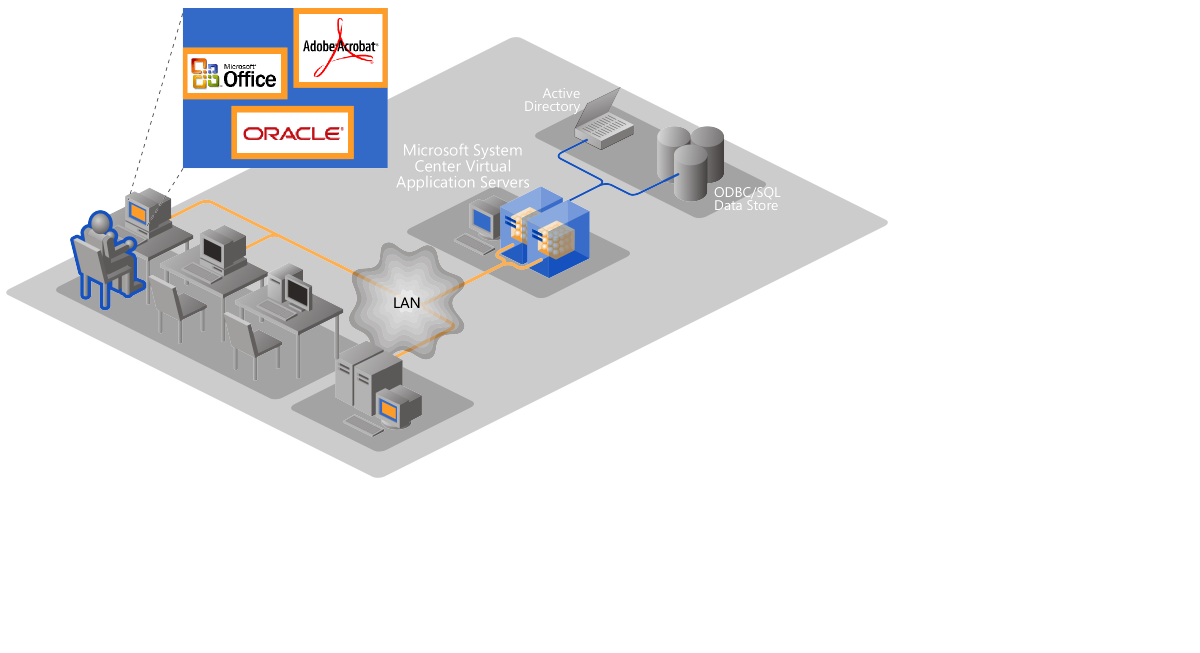 Adobe Acrobat®
Microsoft®
Office
ORACLE®
Active
Directory
Microsoft System
Center Virtual
Application Servers
ODBC/SQL
Data Store
LAN